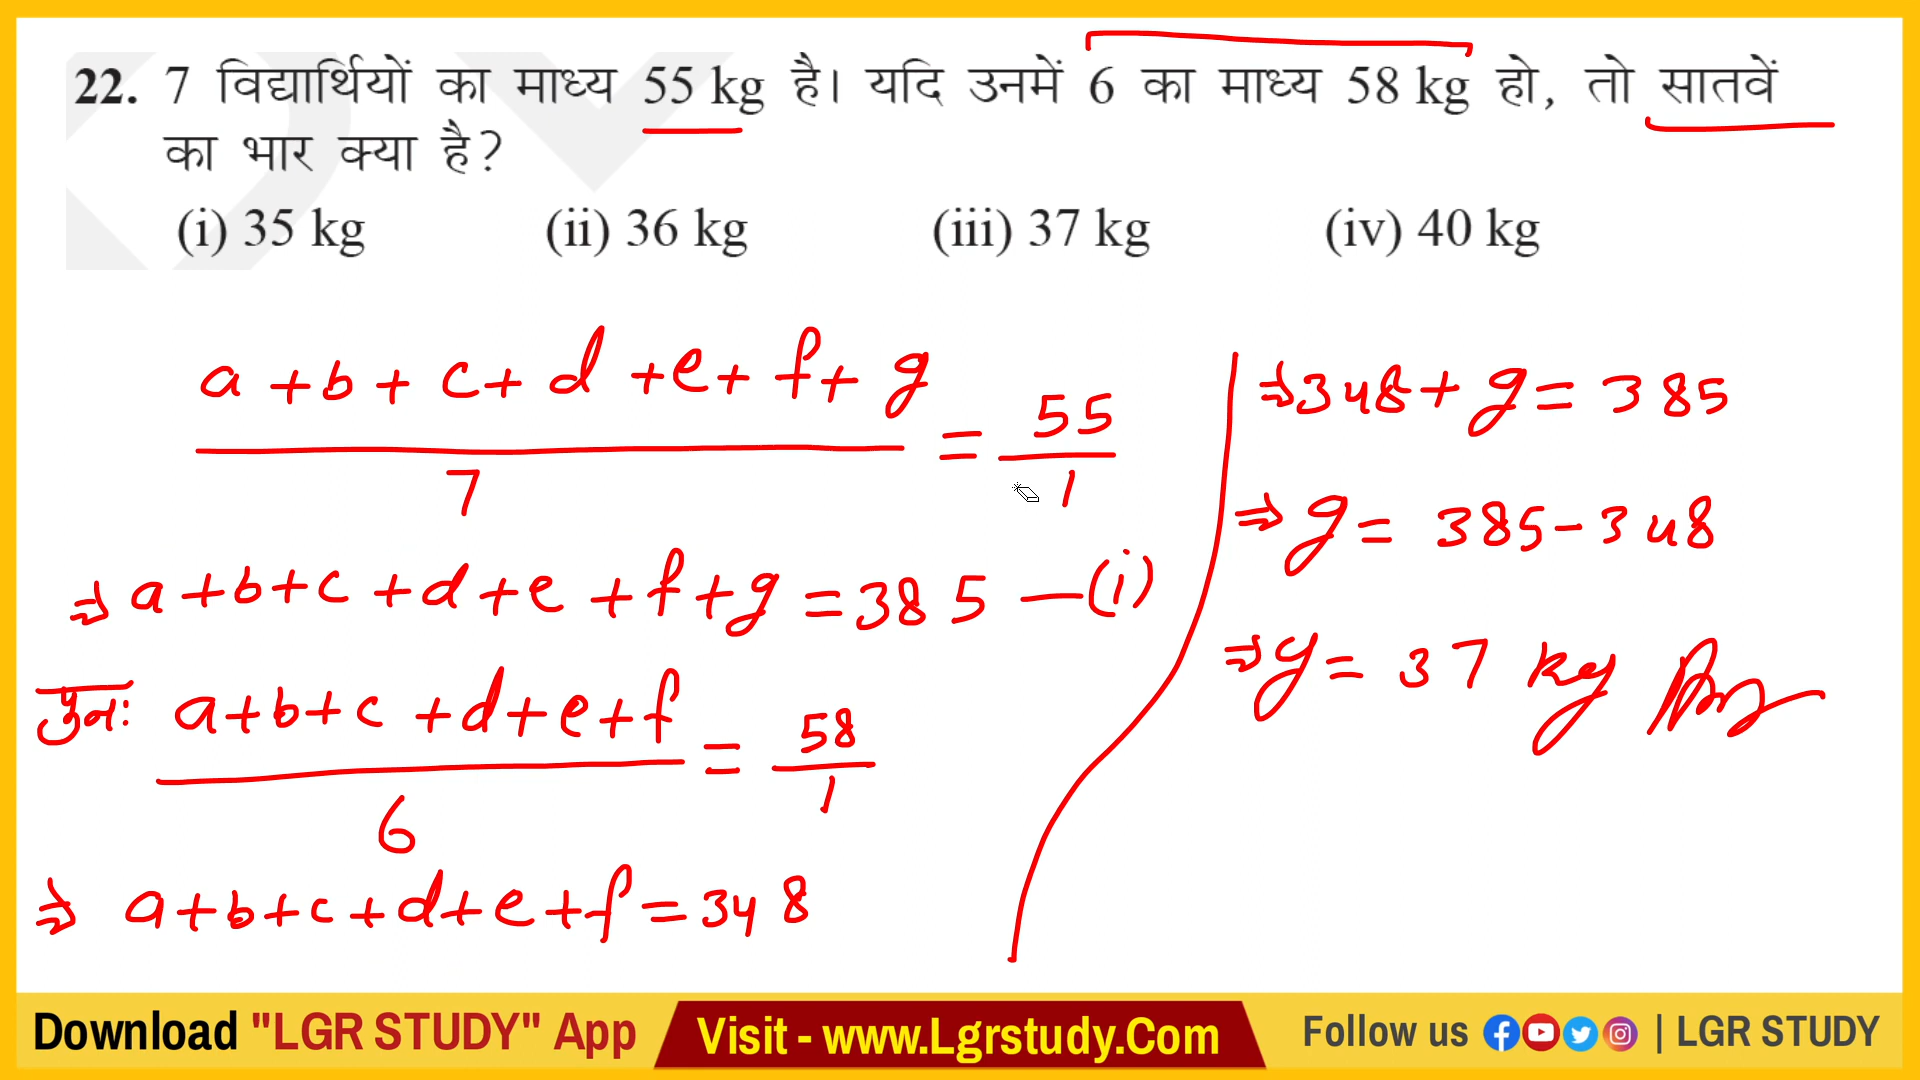 22. 7 विद्यार्थियों का माध्य 55 kg है। यदि उनमें 6 का माध्य 58 kg हो, तो सातवें
का भार क्या है?
(i) 35 kg (ii) 36 kg (iii) 37 kg (iv) 40 kg
a+b+c+d+e+f+g / 7 = 55 / 1
⇒ a+b+c+d+e+f+g = 385 — (i)
पुनः a+b+c+d+e+f / 6 = 58 / 1
⇒ a+b+c+d+e+f = 348
⇒ 348 + g = 385
⇒ g = 385 - 348
⇒ g = 37 kg Ans
Download "LGR STUDY" App
Visit - www.Lgrstudy.Com
Follow us | LGR STUDY